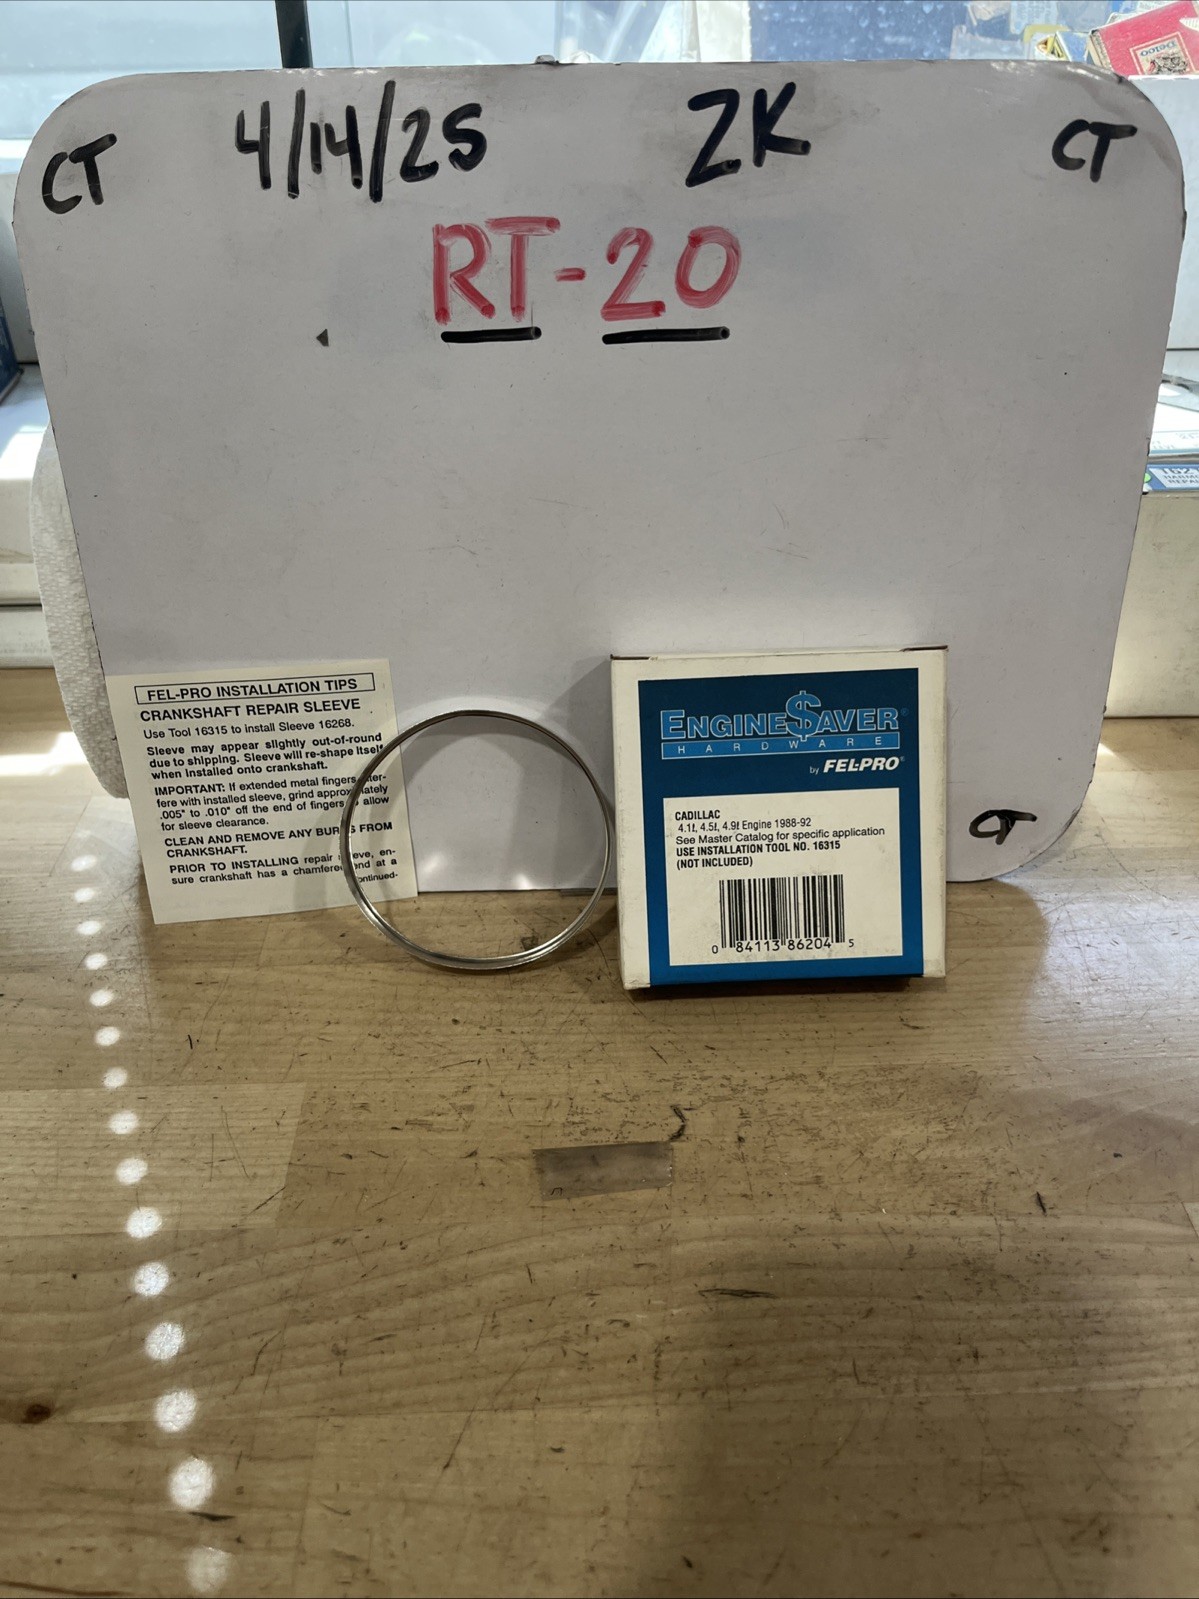 Delco
CT
4/14/25
ZK
CT
RT-20
FEL-PRO INSTALLATION TIPS
CRANKSHAFT REPAIR SLEEVE
Use Tool 16315 to install Sleeve 16268.
Sleeve may appear slightly out-of-round
due to shipping. Sleeve will re-shape itself
when installed onto crankshaft.
IMPORTANT: If extended metal fingers
fere with installed sleeve, grind
.005" to .010" off the end of fingers allow
for sleeve clearance.
CLEAN AND REMOVE ANY FROM
CRANKSHAFT.
PRIOR TO INSTALLING repair en-
sure crankshaft has a at a
ENGINE$AVER®
HARDWARE
by FEL-PRO®
CADILLAC
4.1ℓ, 4.5ℓ, 4.9ℓ Engine 1988-92
See Master Catalog for specific application
USE INSTALLATION TOOL NO. 16315
(NOT INCLUDED)
0 84113 86204 5
CT